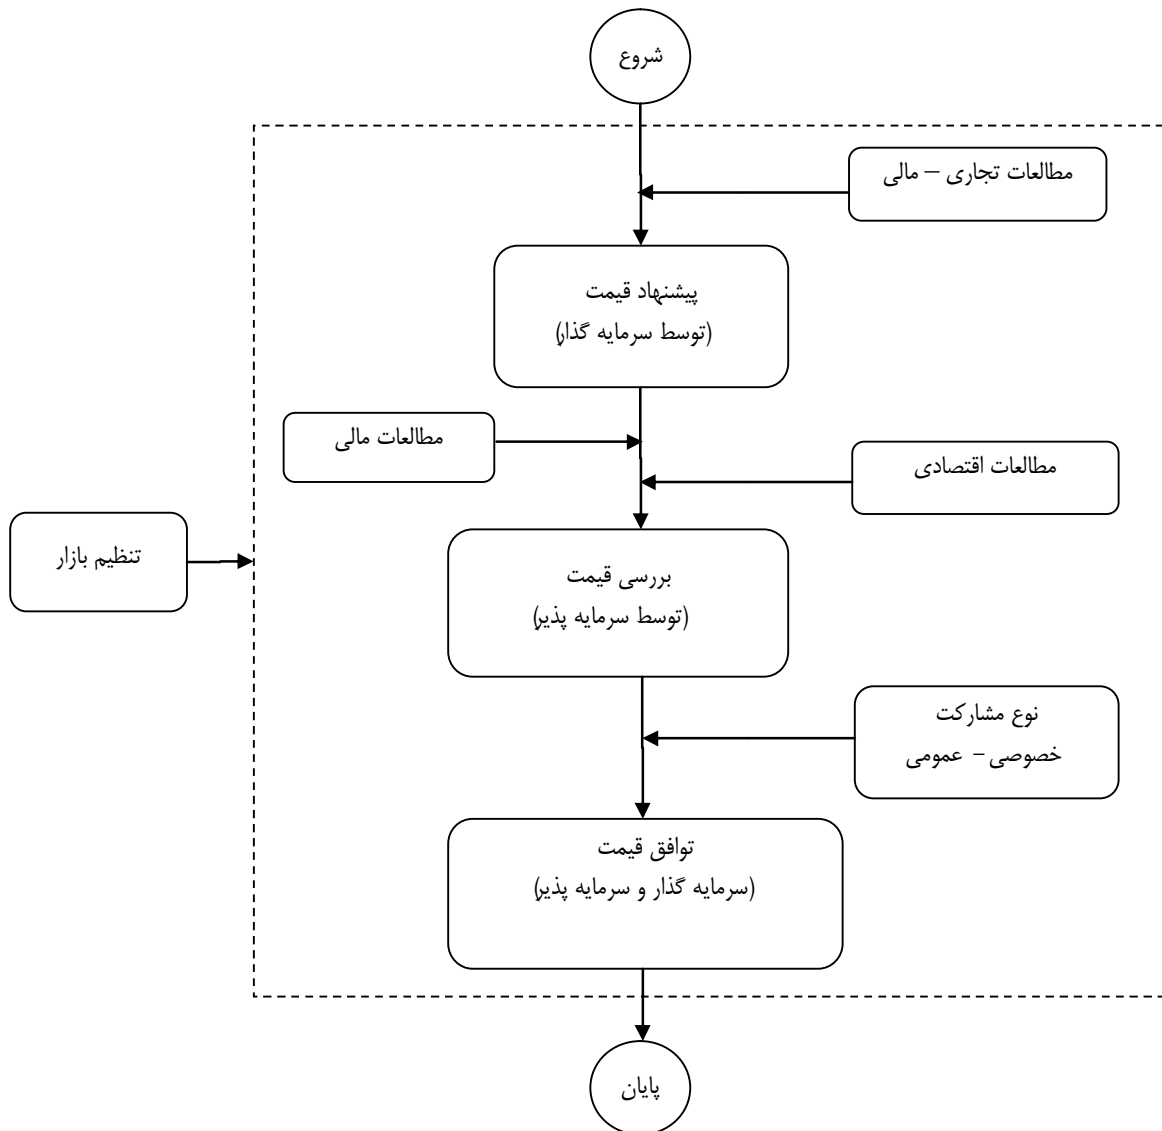 شروع
مطالعات تجاری – مالی
پیشنهاد قیمت
(توسط سرمایه گذار)
مطالعات مالی
مطالعات اقتصادی
تنظیم بازار
بررسی قیمت
(توسط سرمایه پذیر)
نوع مشارکت
خصوصی – عمومی
توافق قیمت
(سرمایه گذار و سرمایه پذیر)
پایان